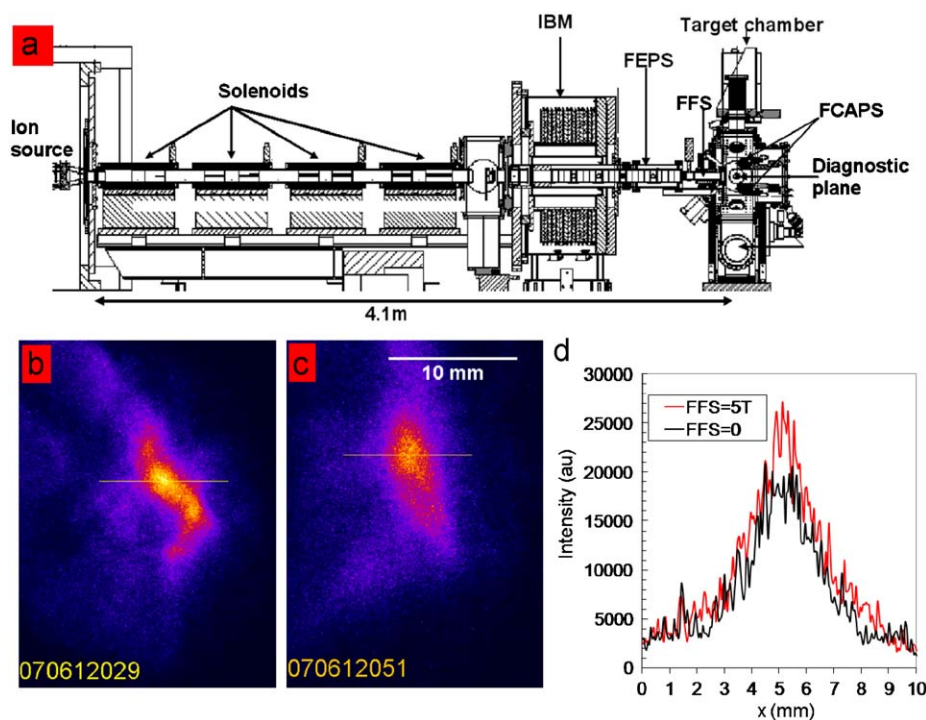 a
Ion
source
Solenoids
IBM
FEPS
Target chamber
FFS
FCAPS
Diagnostic
plane
4.1m
b
070612029
c
10 mm
070612051
d
Intensity (au)
30000
25000
20000
15000
10000
5000
0
FFS=5T
FFS=0
0 1 2 3 4 5 6 7 8 9 10
x (mm)